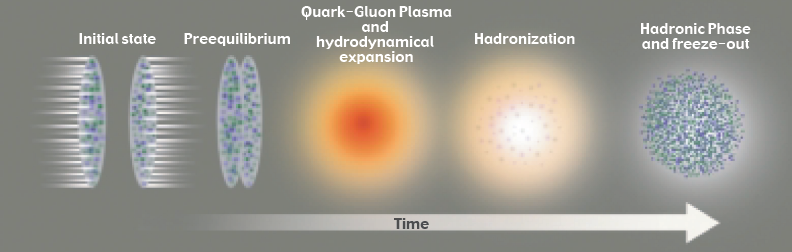 Initial state
Preequilibrium
Quark-Gluon Plasma
and
hydrodynamical
expansion
Hadronization
Hadronic Phase
and freeze-out
Time